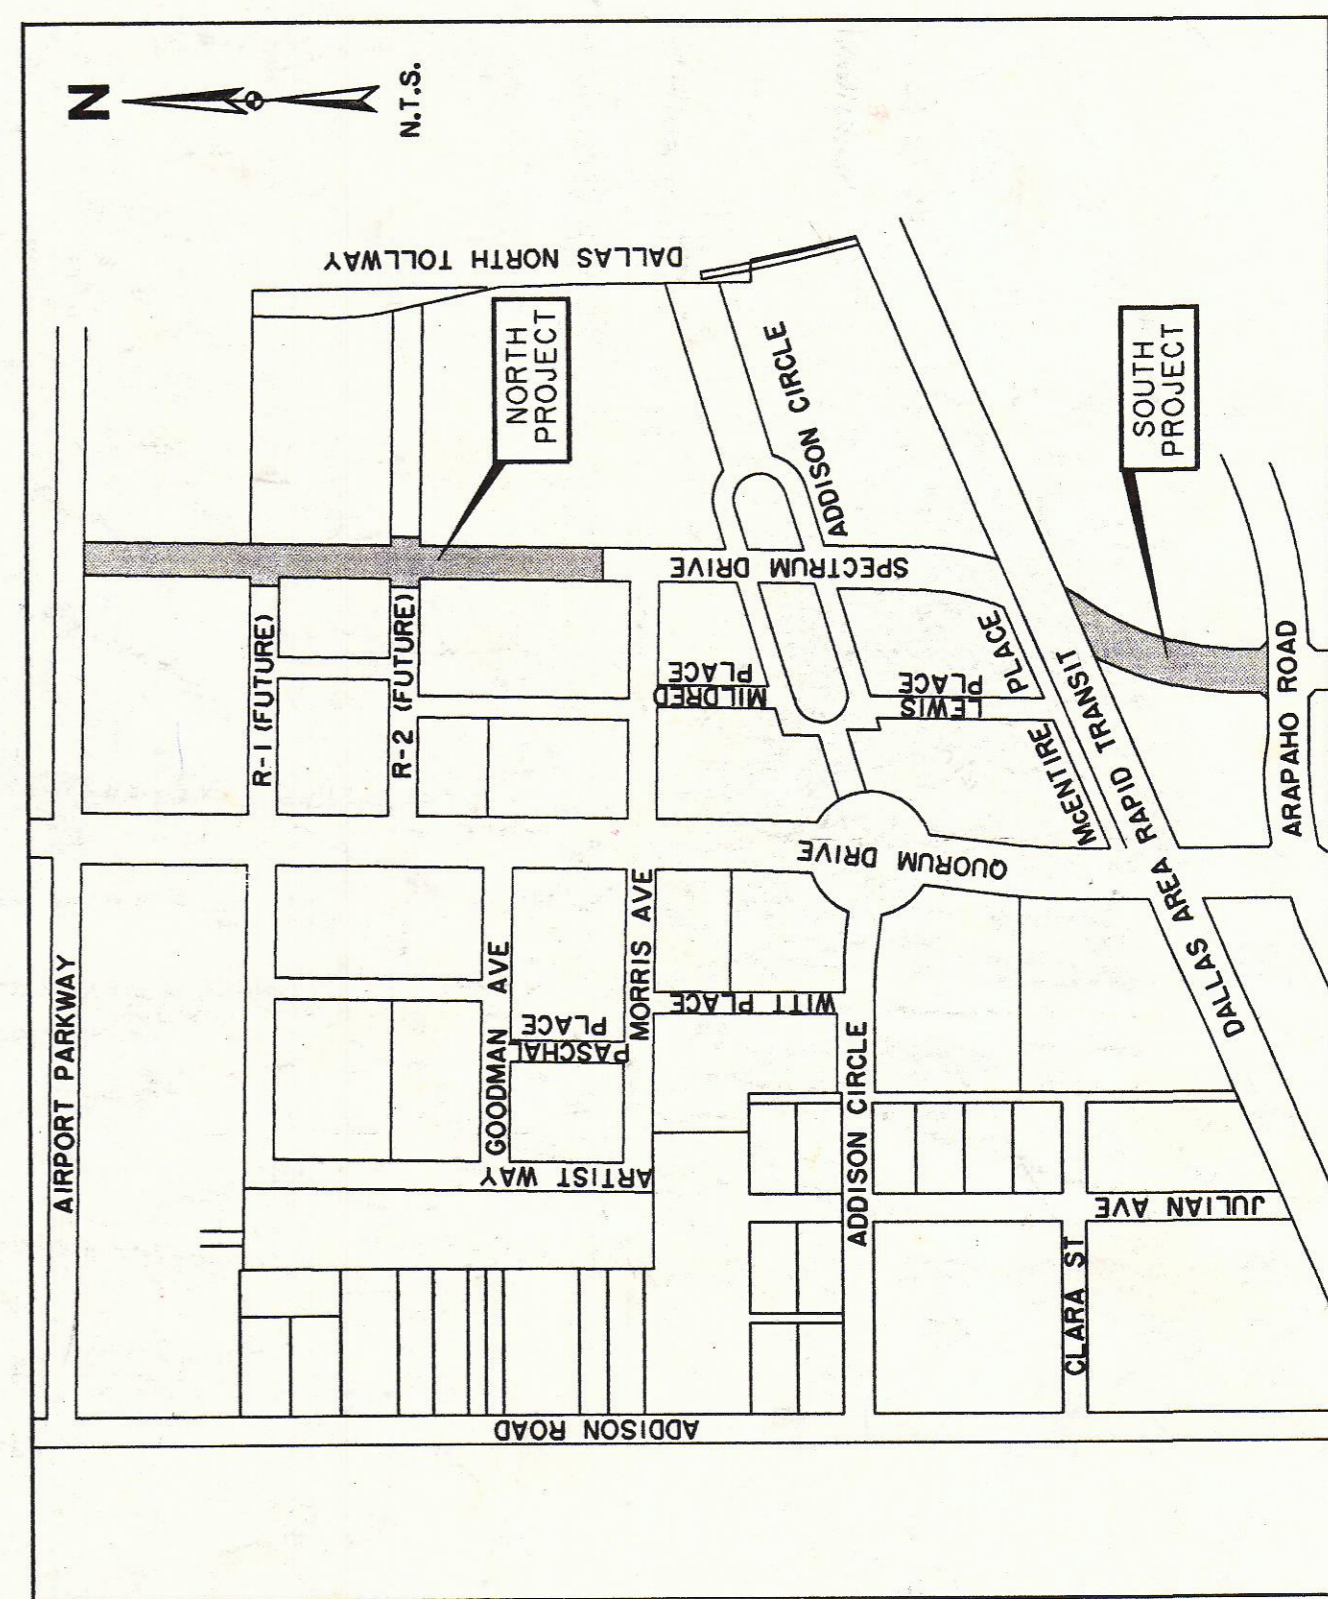 N
N.T.S.
DALLAS NORTH TOLLWAY
NORTH
PROJECT
ADDISON CIRCLE
ADDISON CIRCLE
SOUTH
PROJECT
SPECTRUM DRIVE
R-1 (FUTURE)
R-2 (FUTURE)
MILDRED
PLACE
LEWIS
PLACE
MCENTIRE PLACE
DALLAS AREA RAPID TRANSIT
ARAPAHO ROAD
QUORUM DRIVE
AIRPORT PARKWAY
GOODMAN AVE
PASCHAL
PLACE
MORRIS AVE
WITT PLACE
ADDISON CIRCLE
ARTIST WAY
JULIAN AVE
CLARA ST
ADDISON ROAD